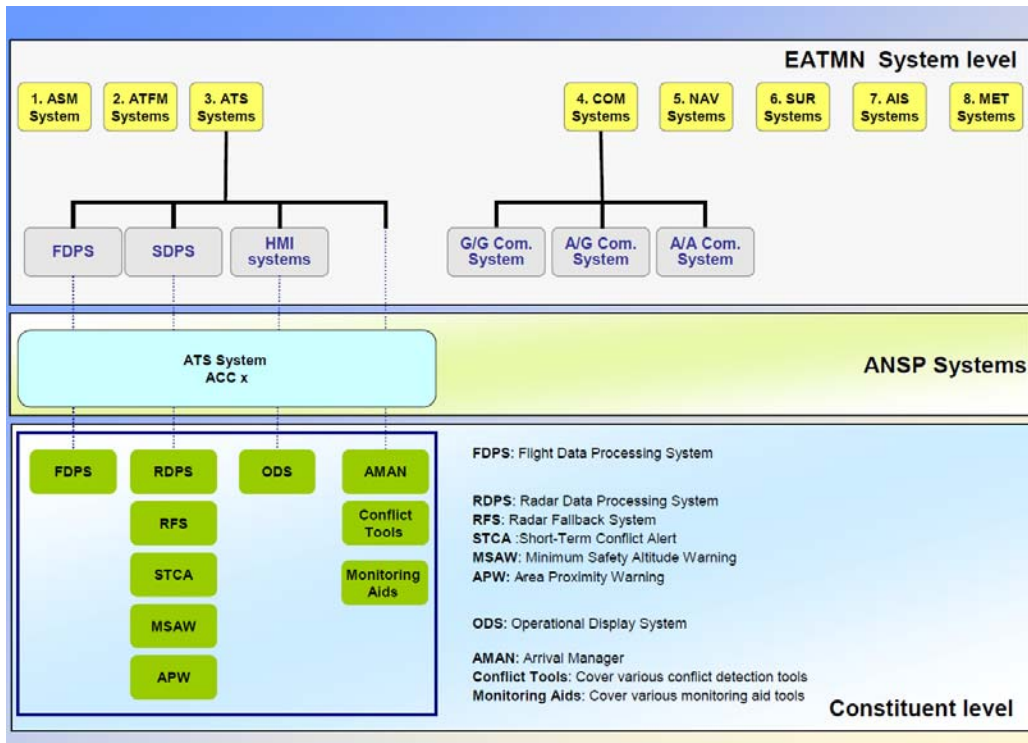 EATMN System level
1. ASM
System
2. ATFM
Systems
3. ATS
Systems
4. COM
Systems
5. NAV
Systems
6. SUR
Systems
7. AIS
Systems
8. MET
Systems
FDPS
SDPS
HMI
systems
G/G Com.
System
A/G Com.
System
A/A Com.
System
ATS System
ACC x
ANSP Systems
FDPS
RDPS
ODS
AMAN
RFS
Conflict
Tools
STCA
Monitoring
Aids
MSAW
APW
FDPS: Flight Data Processing System
RDPS: Radar Data Processing System
RFS: Radar Fallback System
STCA :Short-Term Conflict Alert
MSAW: Minimum Safety Altitude Warning
APW: Area Proximity Warning
ODS: Operational Display System
AMAN: Arrival Manager
Conflict Tools: Cover various conflict detection tools
Monitoring Aids: Cover various monitoring aid tools
Constituent level